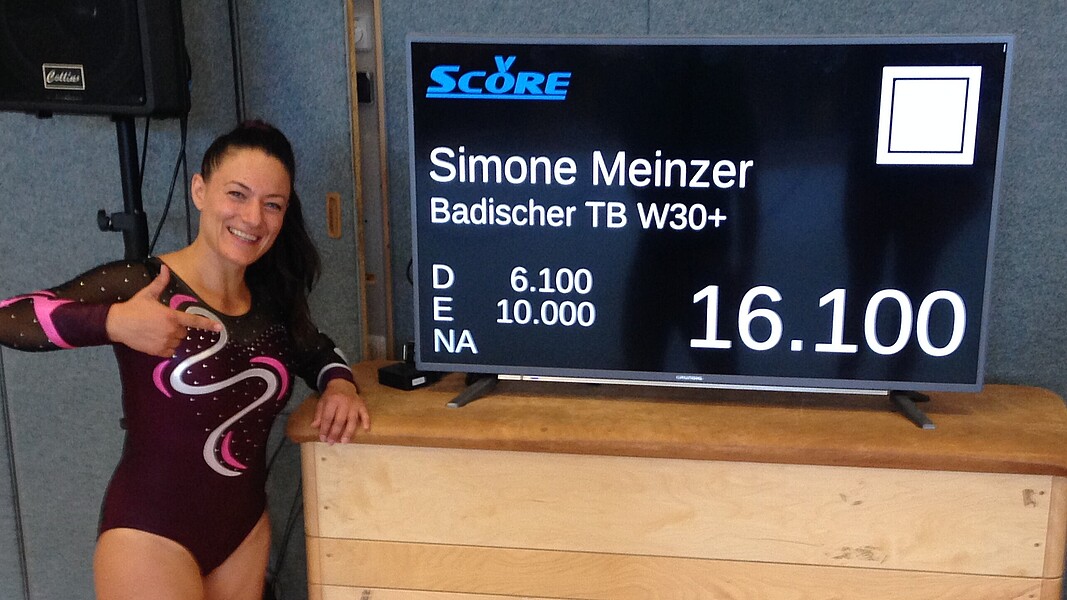 Collins
SCORE
Simone Meinzer
Badischer TB W30+
D 6.100
E 10.000
NA
16.100
GRUNDIG